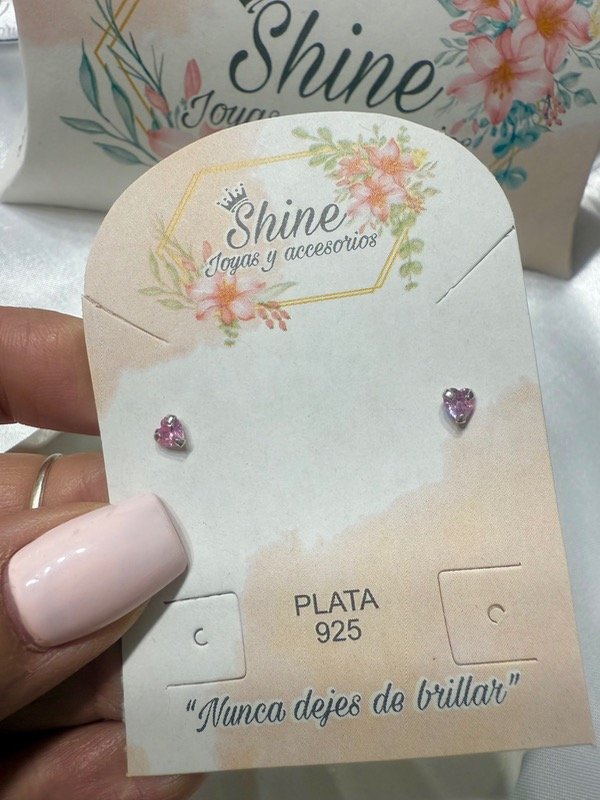 Shine
Joyas
Shine
Joyas y accesorios
PLATA
925
“Nunca dejes de brillar”